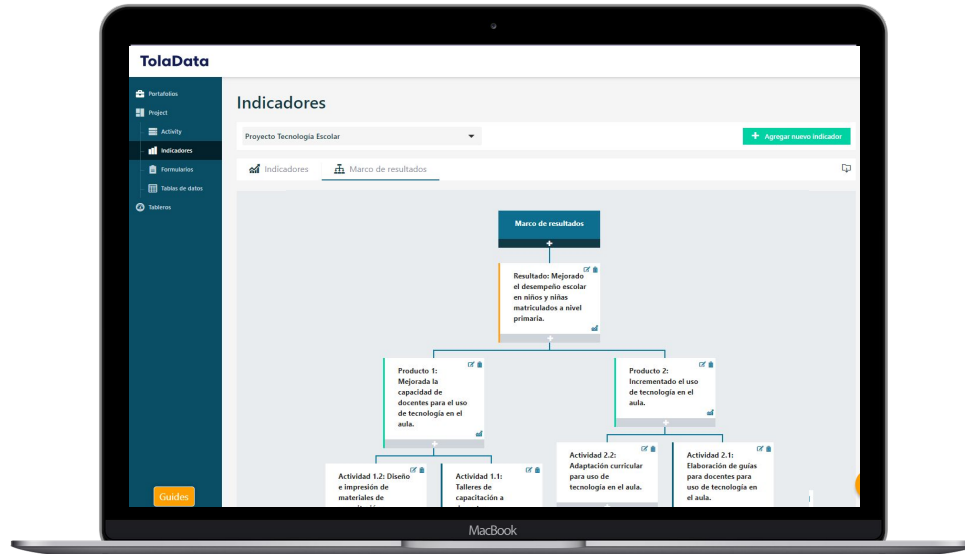 TolaData
Portafolios
Project
Activity
Indicadores
Formularios
Tablas de datos
Tableros
Guides
Indicadores
Proyecto Tecnología Escolar
+ Agregar nuevo indicador
Indicadores
Marco de resultados
Marco de resultados
+
Resultado: Mejorado
el desempeño escolar
en niños y niñas
matriculados a nivel
primaria.
+
Producto 1:
Mejorada la
capacidad de
docentes para el uso
de tecnología en el
aula.
+
Producto 2:
Incrementado el uso
de tecnología en el
aula.
+
Actividad 1.2: Diseño
e impresión de
materiales de
Actividad 1.1:
Talleres de
capacitación a
Actividad 2.2:
Adaptación curricular
para uso de
tecnología en el aula.
Actividad 2.1:
Elaboración de guías
para docentes para
uso de tecnología en
el aula.
MacBook